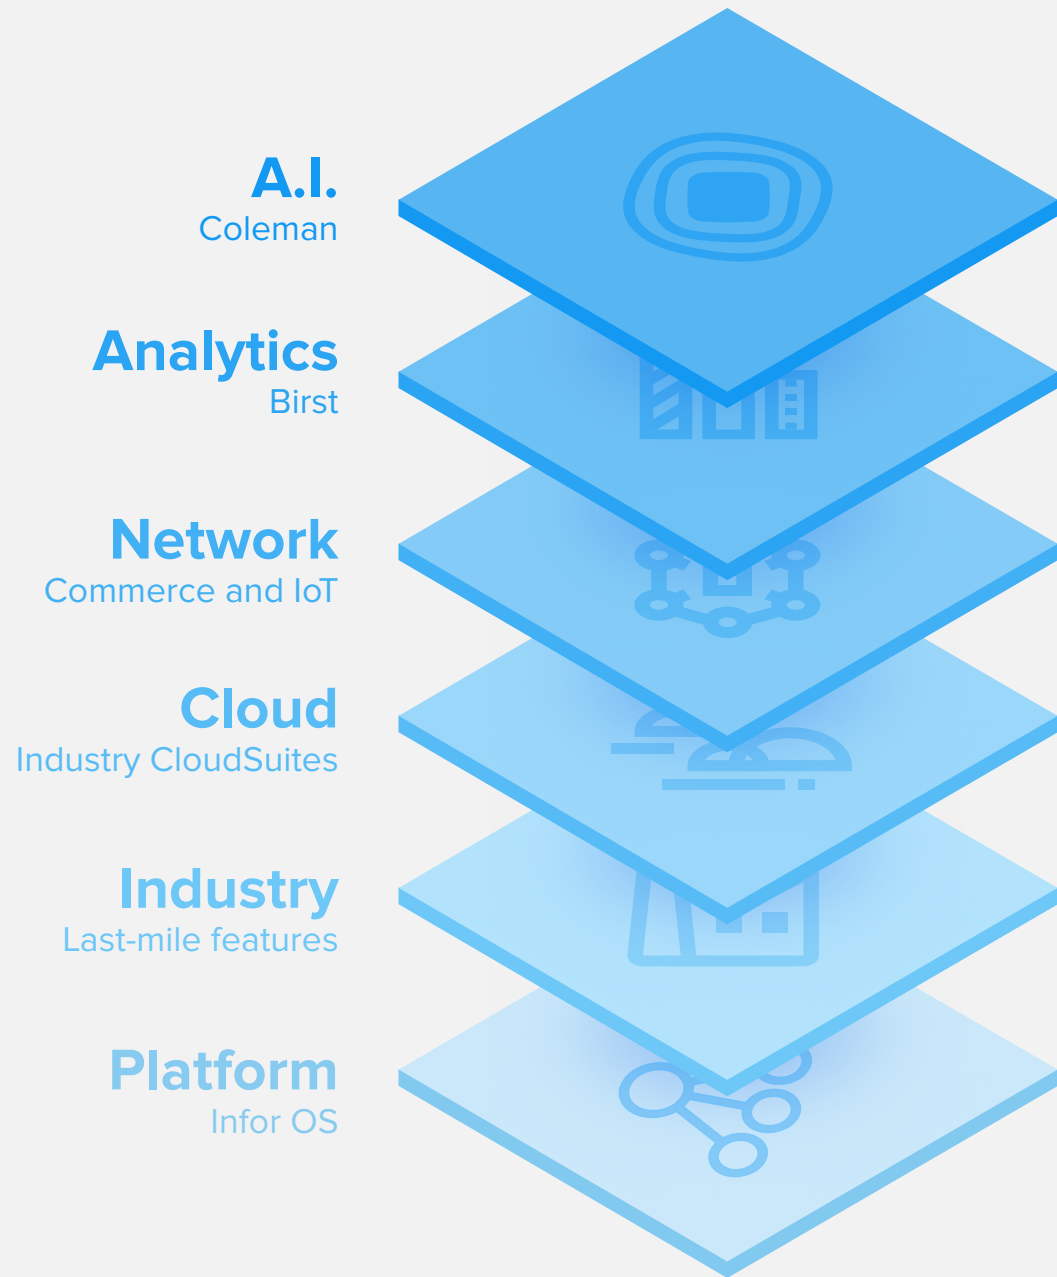 A.I.
Coleman
Analytics
Birst
Network
Commerce and IoT
Cloud
Industry CloudSuites
Industry
Last-mile features
Platform
Infor OS